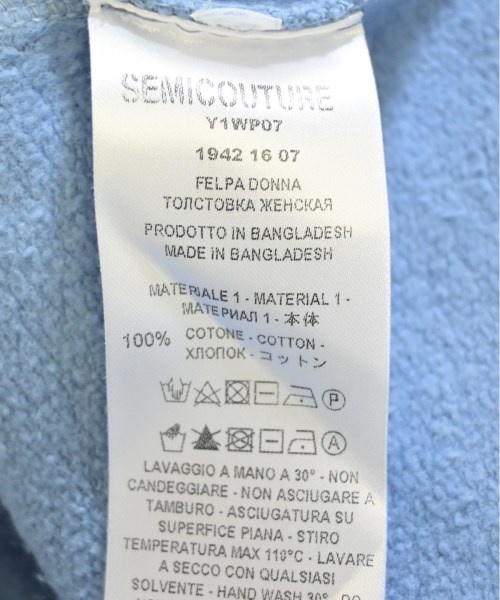 SEMICOUTURE
Y1WP07
1942 16 07
FELPA DONNA
ТОЛСТОВКА ЖЕНСКАЯ
PRODOTTO IN BANGLADESH
MADE IN BANGLADESH
MATERIALE 1 - MATERIAL 1 -
МАТЕРИАЛ 1 - 本体
100% COTONE - COTTON -
ХЛОПОК - コットン
P
A
LAVAGGIO A MANO A 30° - NON
CANDEGGIARE - NON ASCIUGARE A
TAMBURO - ASCIUGATURA SU
SUPERFICE PIANA - STIRO
TEMPERATURA MAX 110°C - LAVARE
A SECCO CON QUALSIASI
SOLVENTE - HAND WASH 30° - DO